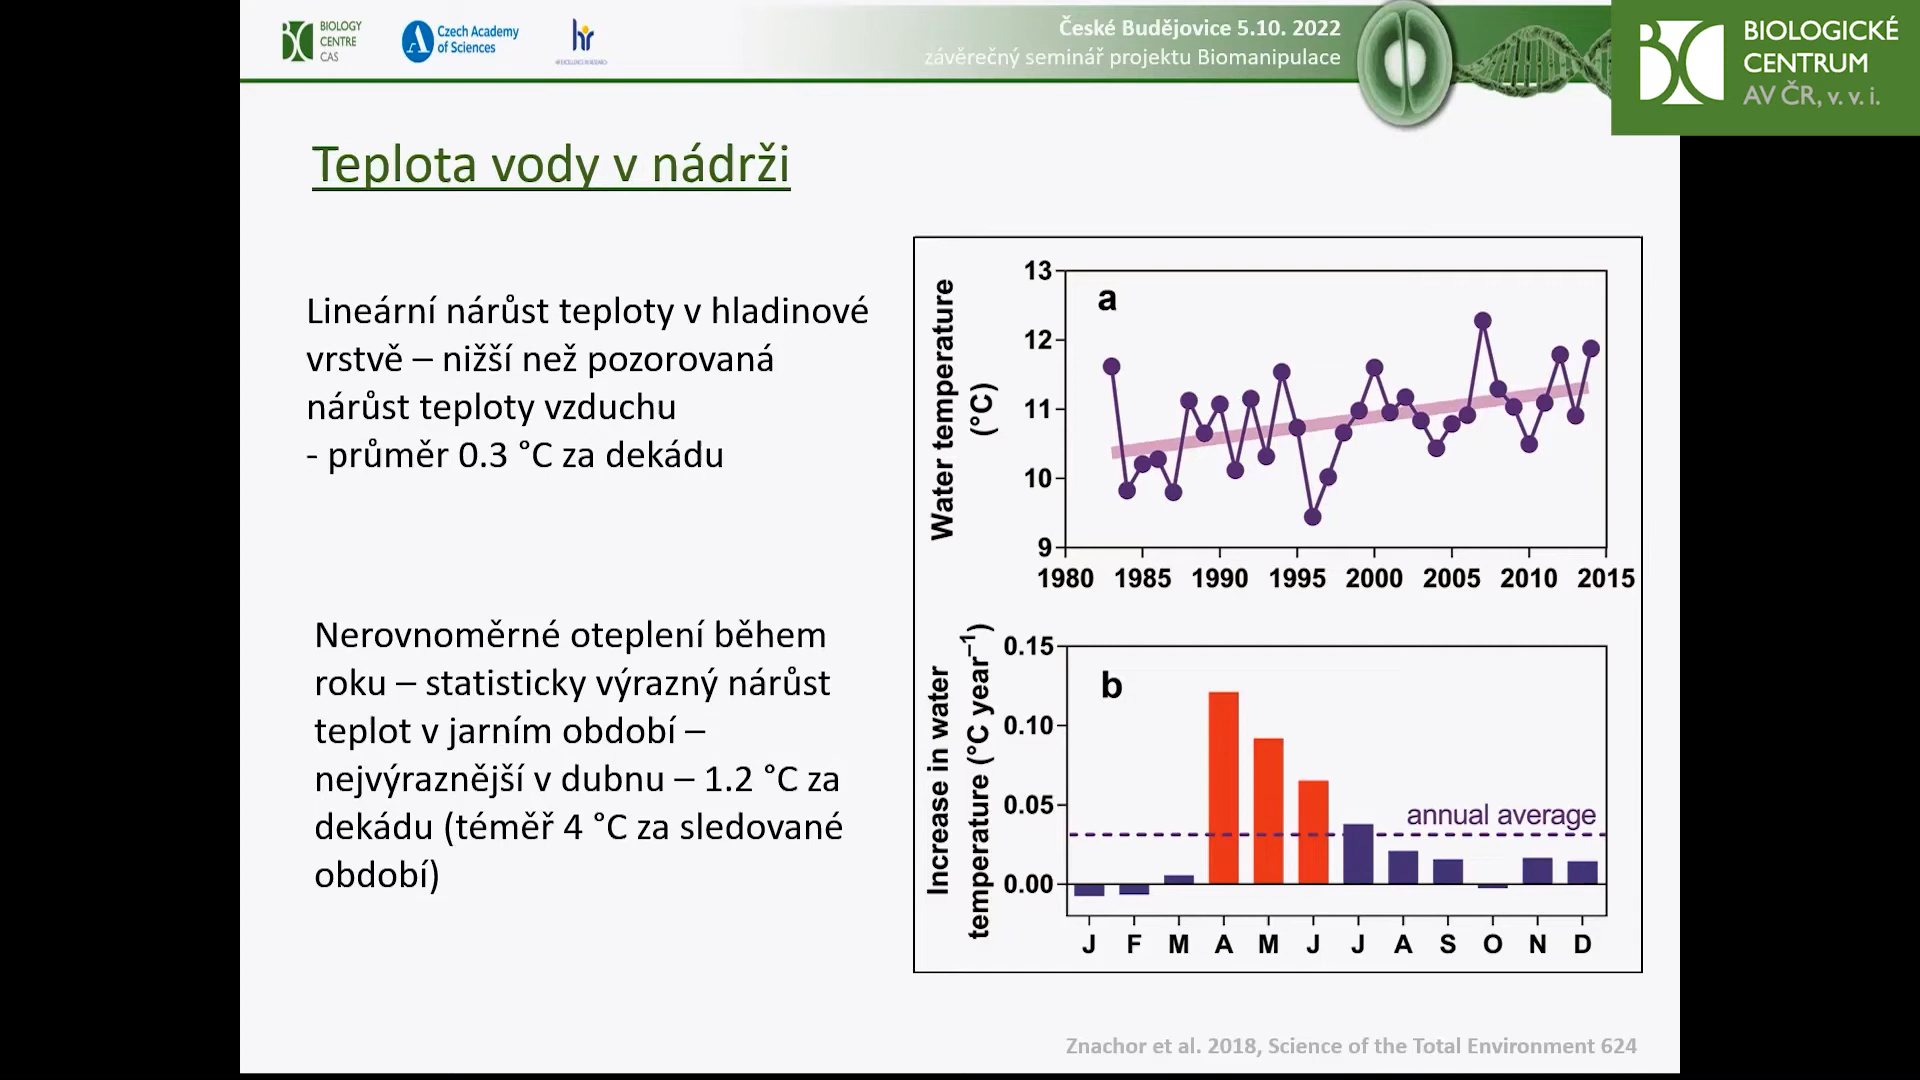 BIOLOGY
CENTRE
CAS
Czech Academy
of Sciences
hr
HR EXCELLENCE IN RESEARCH
České Budějovice 5.10. 2022
závěrečný seminář projektu Biomanipulace
BIOLOGICKÉ
CENTRUM
AV ČR, v. v. i.
Teplota vody v nádrži
Lineární nárůst teploty v hladinové
vrstvě – nižší než pozorovaná
nárůst teploty vzduchu
- průměr 0.3 °C za dekádu
Nerovnoměrné oteplení během
roku – statisticky výrazný nárůst
teplot v jarním období –
nejvýraznější v dubnu – 1.2 °C za
dekádu (téměř 4 °C za sledované
období)
Water temperature
(°C)
a
13
12
11
10
9
1980 1985 1990 1995 2000 2005 2010 2015
Increase in water
temperature (°C year⁻¹)
b
0.15
0.10
0.05
0.00
annual average
J F M A M J J A S O N D
Znachor et al. 2018, Science of the Total Environment 624